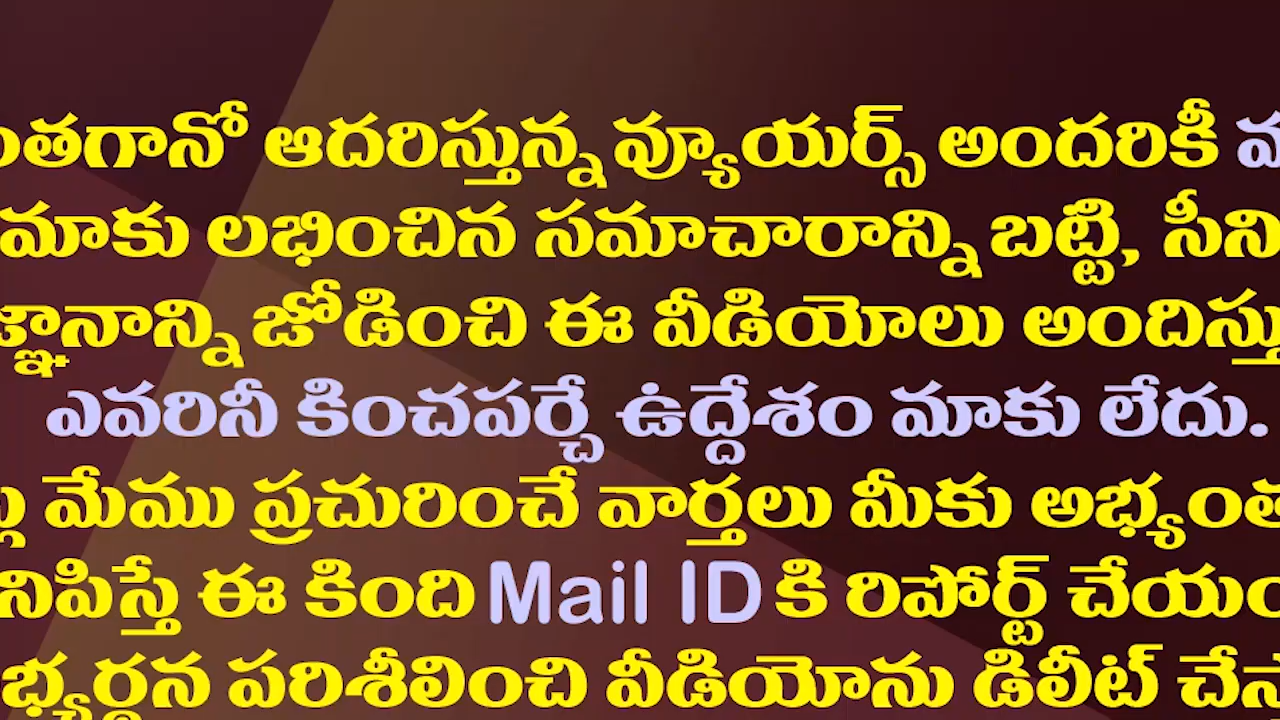 ంతగానో ఆదరిస్తున్న వ్యూయర్స్ అందరికీ
మాకు లభించిన సమాచారాన్ని బట్టి, సీని
జ్ఞానాన్ని జోడించి ఈ వీడియోలు అందిస్తు
ఎవరినీ కించపర్చే ఉద్దేశం మాకు లేదు.
మేము ప్రచురించే వార్తలు మీకు అభ్యంత
నిపిస్తే ఈ కింది Mail ID కి రిపోర్ట్ చేయం
భ్యర్థన పరిశీలించి వీడియోను డిలీట్ చేస